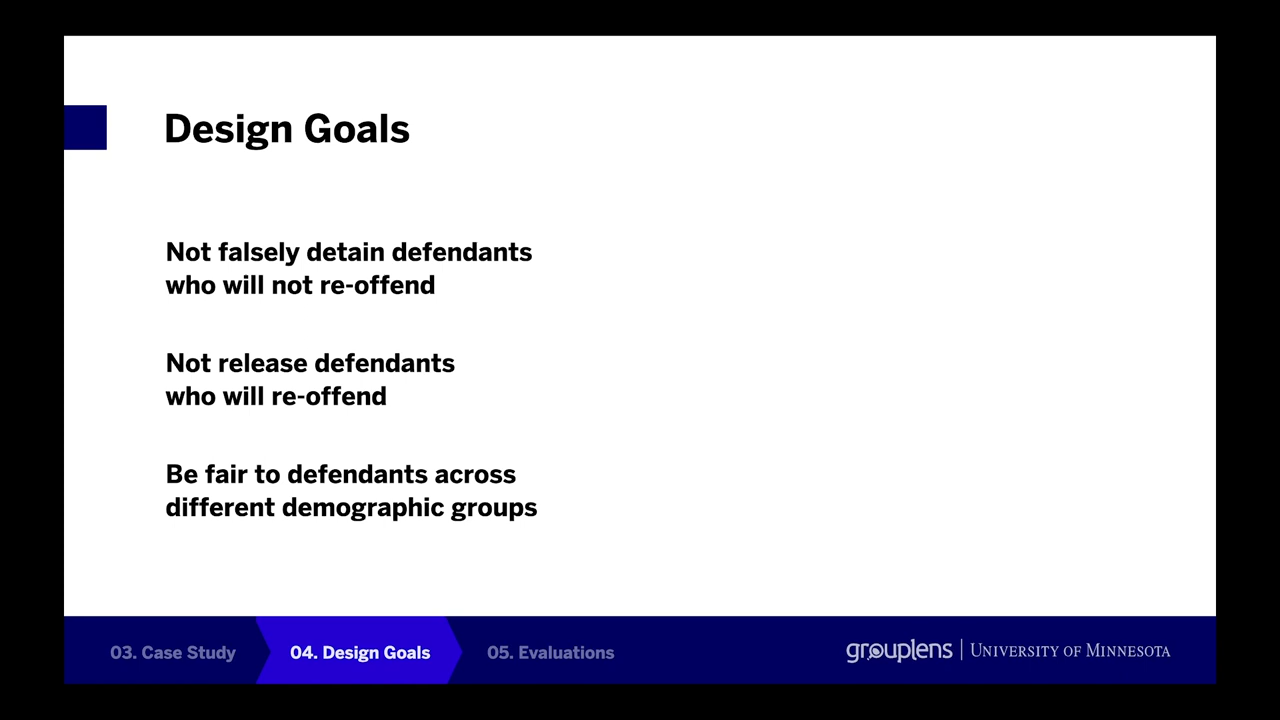 Design Goals
Not falsely detain defendants
who will not re-offend
Not release defendants
who will re-offend
Be fair to defendants across
different demographic groups
03. Case Study
04. Design Goals
05. Evaluations
grouplens | UNIVERSITY OF MINNESOTA